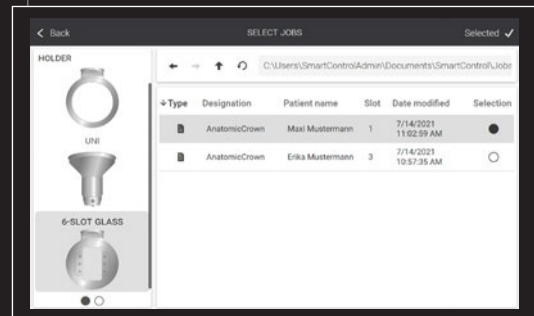 Back
SELECT JOBS
Selected
HOLDER
UNI
6-SLOT GLASS
C:\Users\SmartControlAdmin\Documents\SmartControl\Jobs
Type Designation Patient name Slot Date modified Selection
AnatomicCrown Maxi Mustermann 1 7/14/2021
11:02:59 AM
AnatomicCrown Erika Mustermann 3 7/14/2021
10:57:35 AM